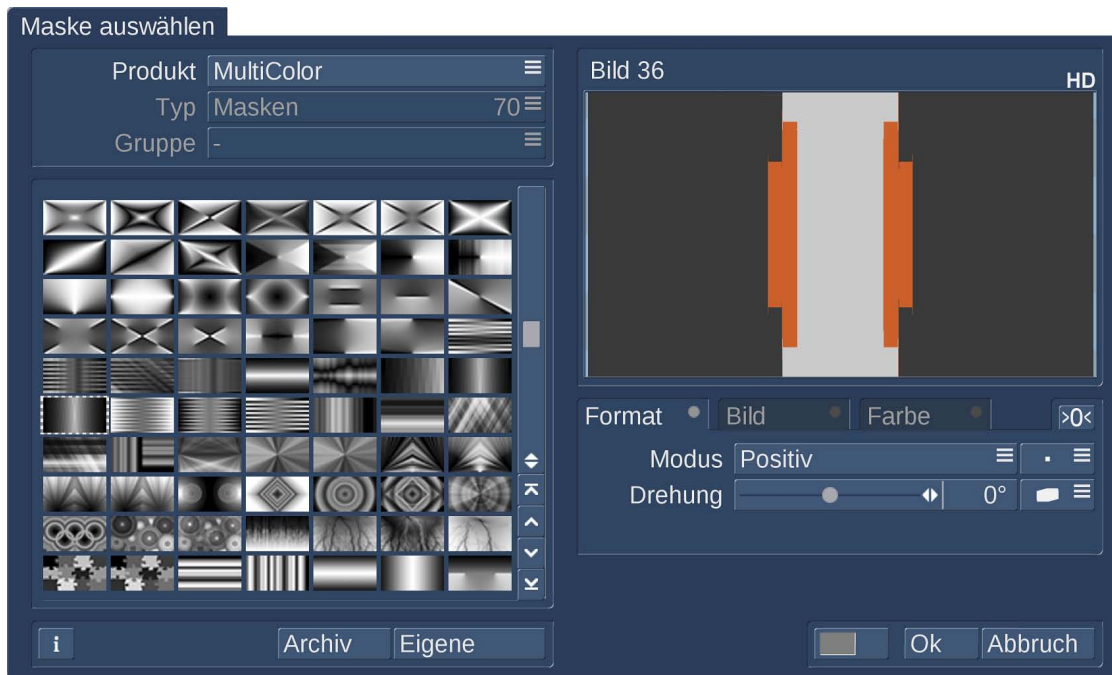 Maske auswählen
Produkt MultiColor
Typ Masken 70
Gruppe -
Bild 36
HD
Format Bild Farbe >0<
Modus Positiv
Drehung 0°
i Archiv Eigene
Ok Abbruch